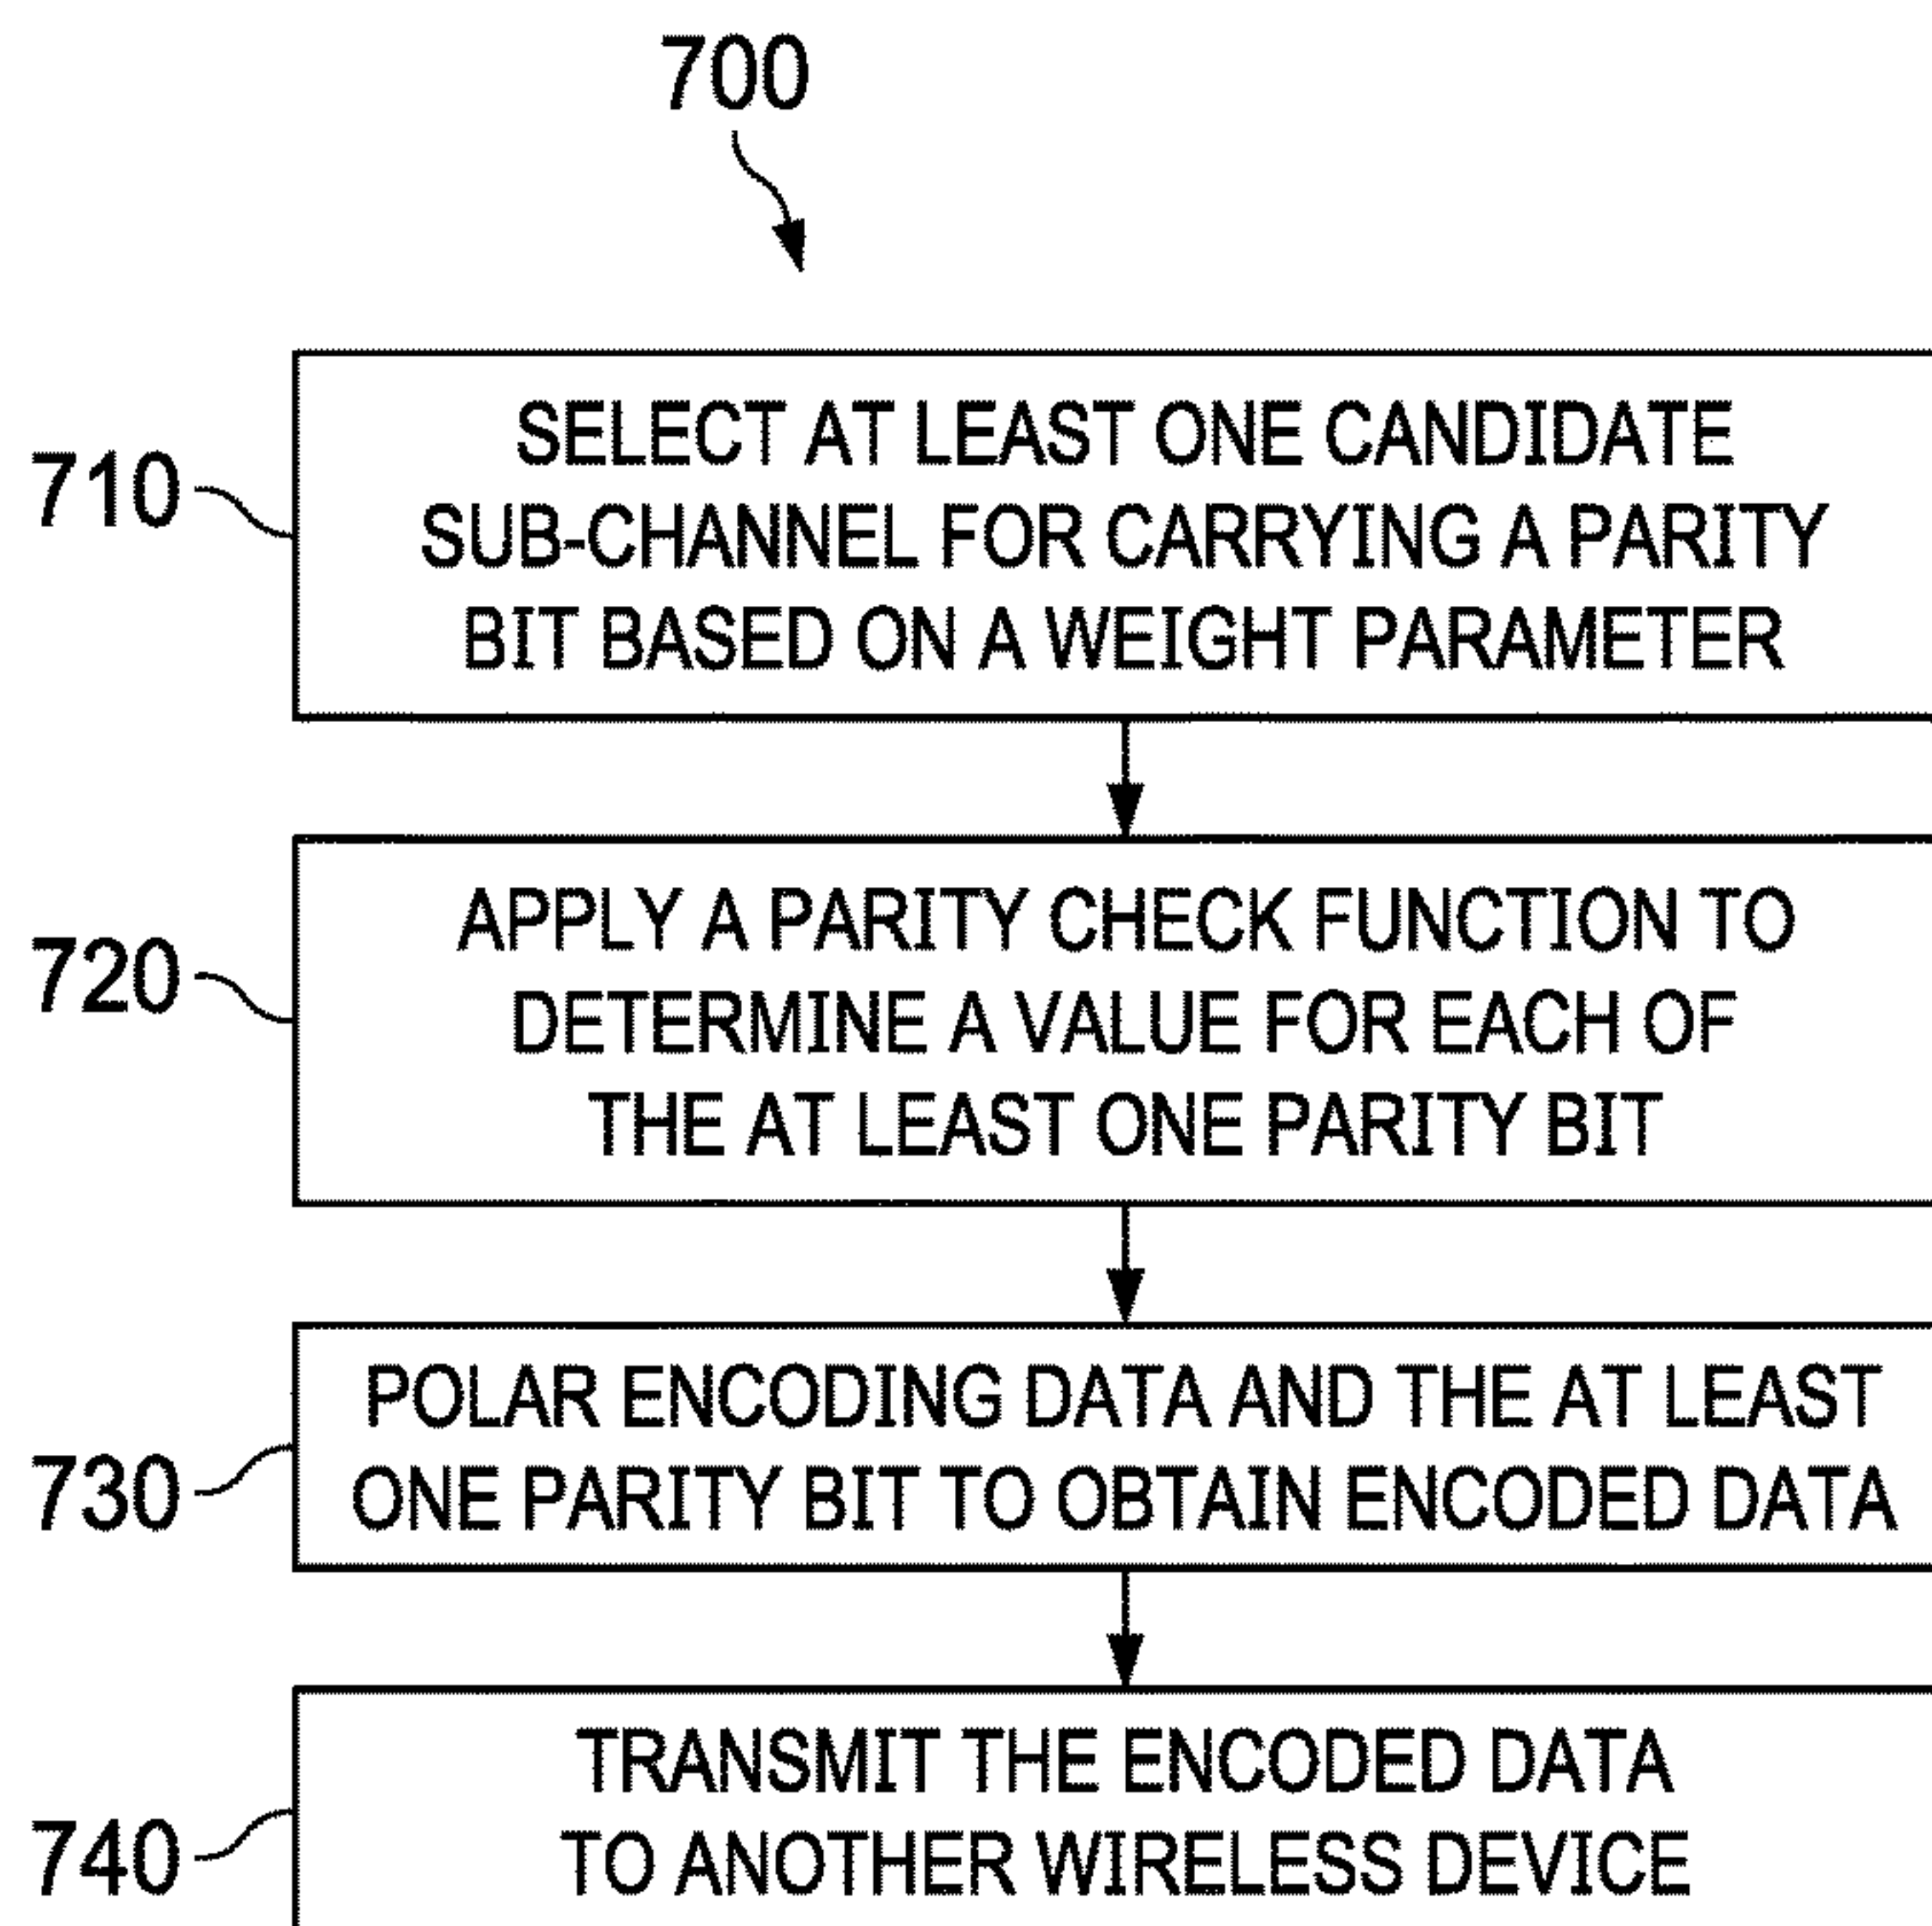 700
710
SELECT AT LEAST ONE CANDIDATE
SUB-CHANNEL FOR CARRYING A PARITY
BIT BASED ON A WEIGHT PARAMETER
720
APPLY A PARITY CHECK FUNCTION TO
DETERMINE A VALUE FOR EACH OF
THE AT LEAST ONE PARITY BIT
730
POLAR ENCODING DATA AND THE AT LEAST
ONE PARITY BIT TO OBTAIN ENCODED DATA
740
TRANSMIT THE ENCODED DATA
TO ANOTHER WIRELESS DEVICE